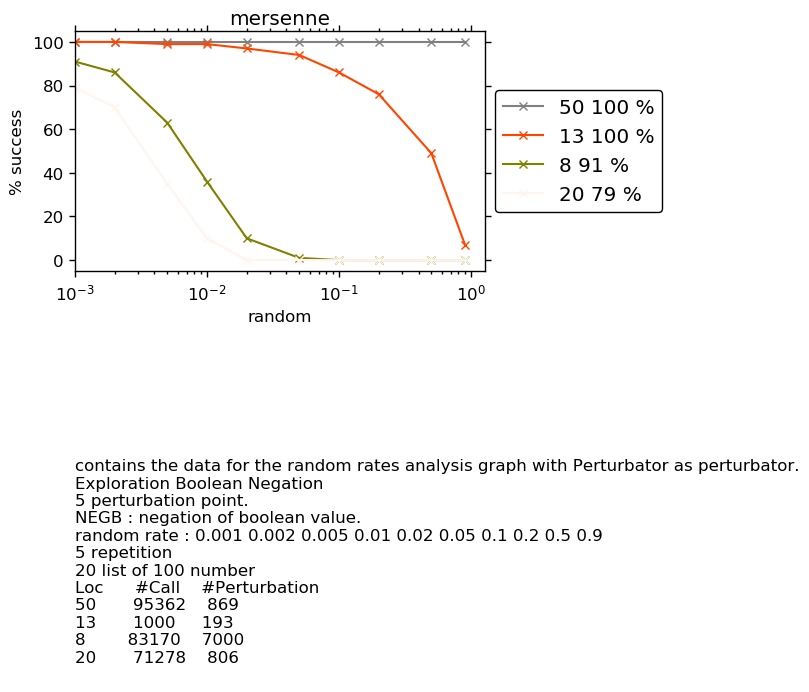 mersenne
100
80
60
40
20
0
% success
10⁻³ 10⁻² 10⁻¹ 10⁰
random
50 100 %
13 100 %
8 91 %
20 79 %
contains the data for the random rates analysis graph with Perturbator as perturbator.
Exploration Boolean Negation
5 perturbation point.
NEGB : negation of boolean value.
random rate : 0.001 0.002 0.005 0.01 0.02 0.05 0.1 0.2 0.5 0.9
5 repetition
20 list of 100 number
Loc #Call #Perturbation
50 95362 869
13 1000 193
8 83170 7000
20 71278 806